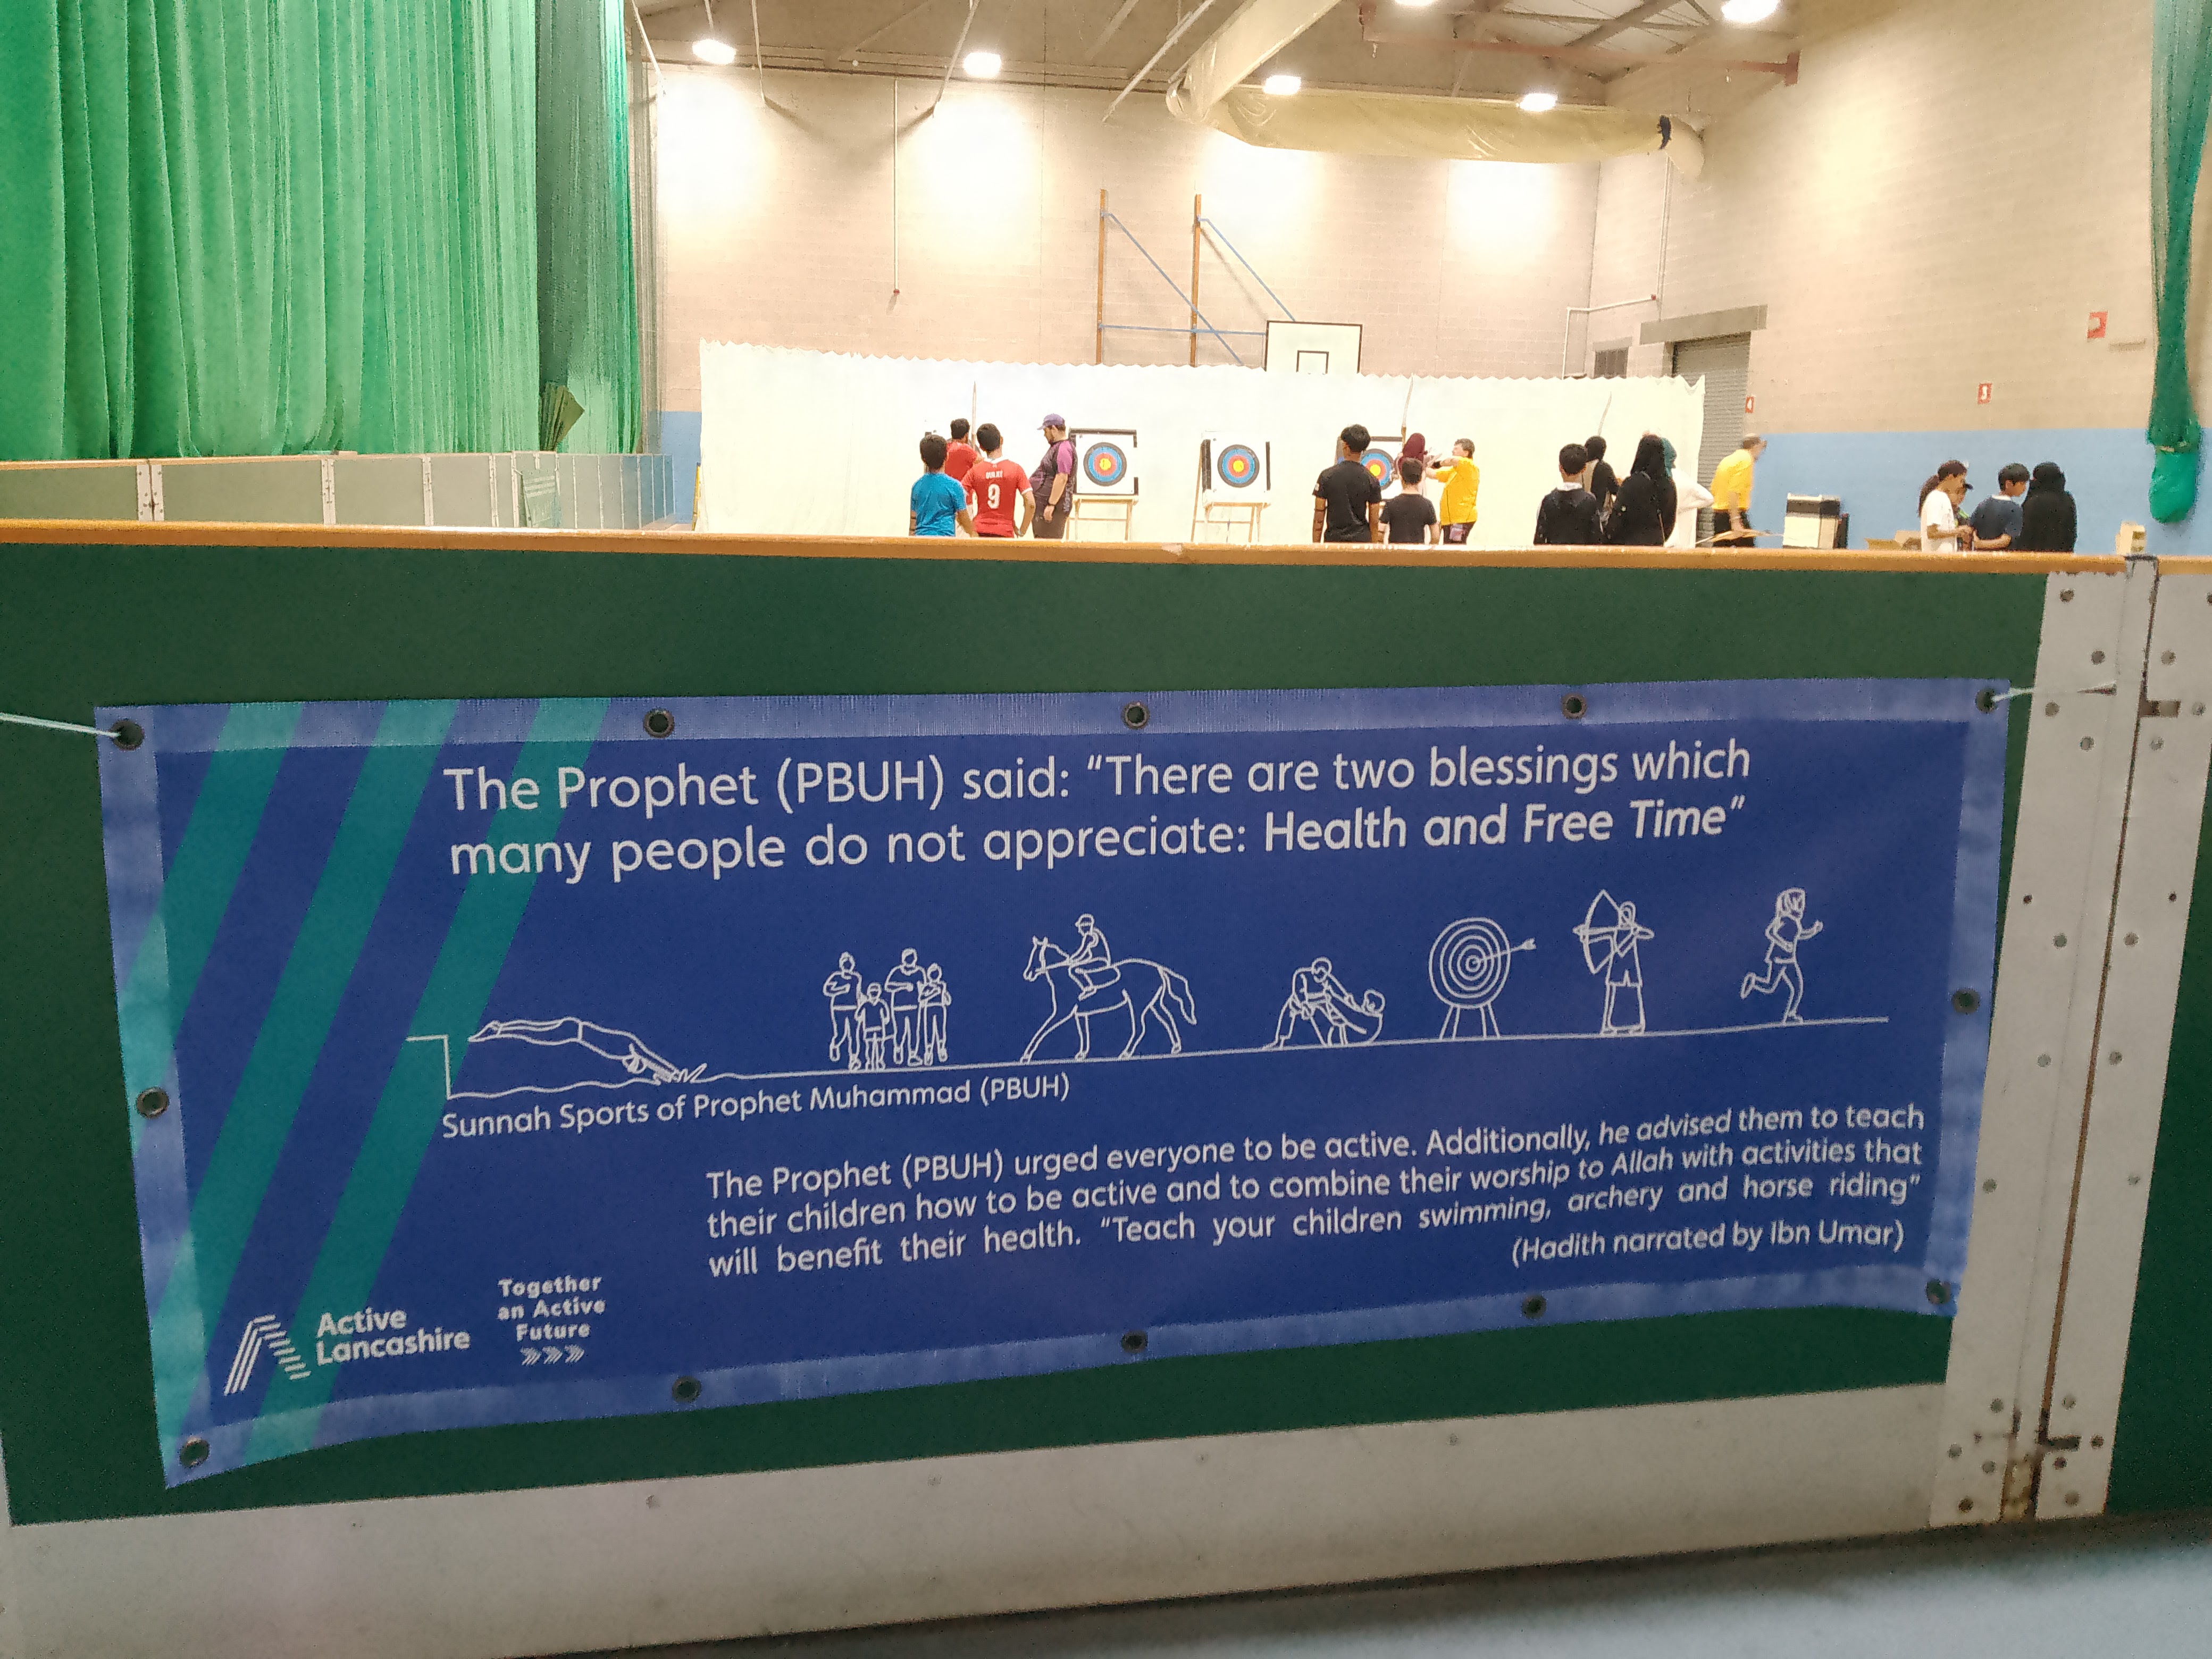 9
The Prophet (PBUH) said: “There are two blessings which
many people do not appreciate: Health and Free Time”
Sunnah Sports of Prophet Muhammad (PBUH)
The Prophet (PBUH) urged everyone to be active. Additionally, he advised them to teach
their children how to be active and to combine their worship to Allah with activities that
will benefit their health. “Teach your children swimming, archery and horse riding”
(Hadith narrated by Ibn Umar)
Active
Lancashire
Together
an Active
Future